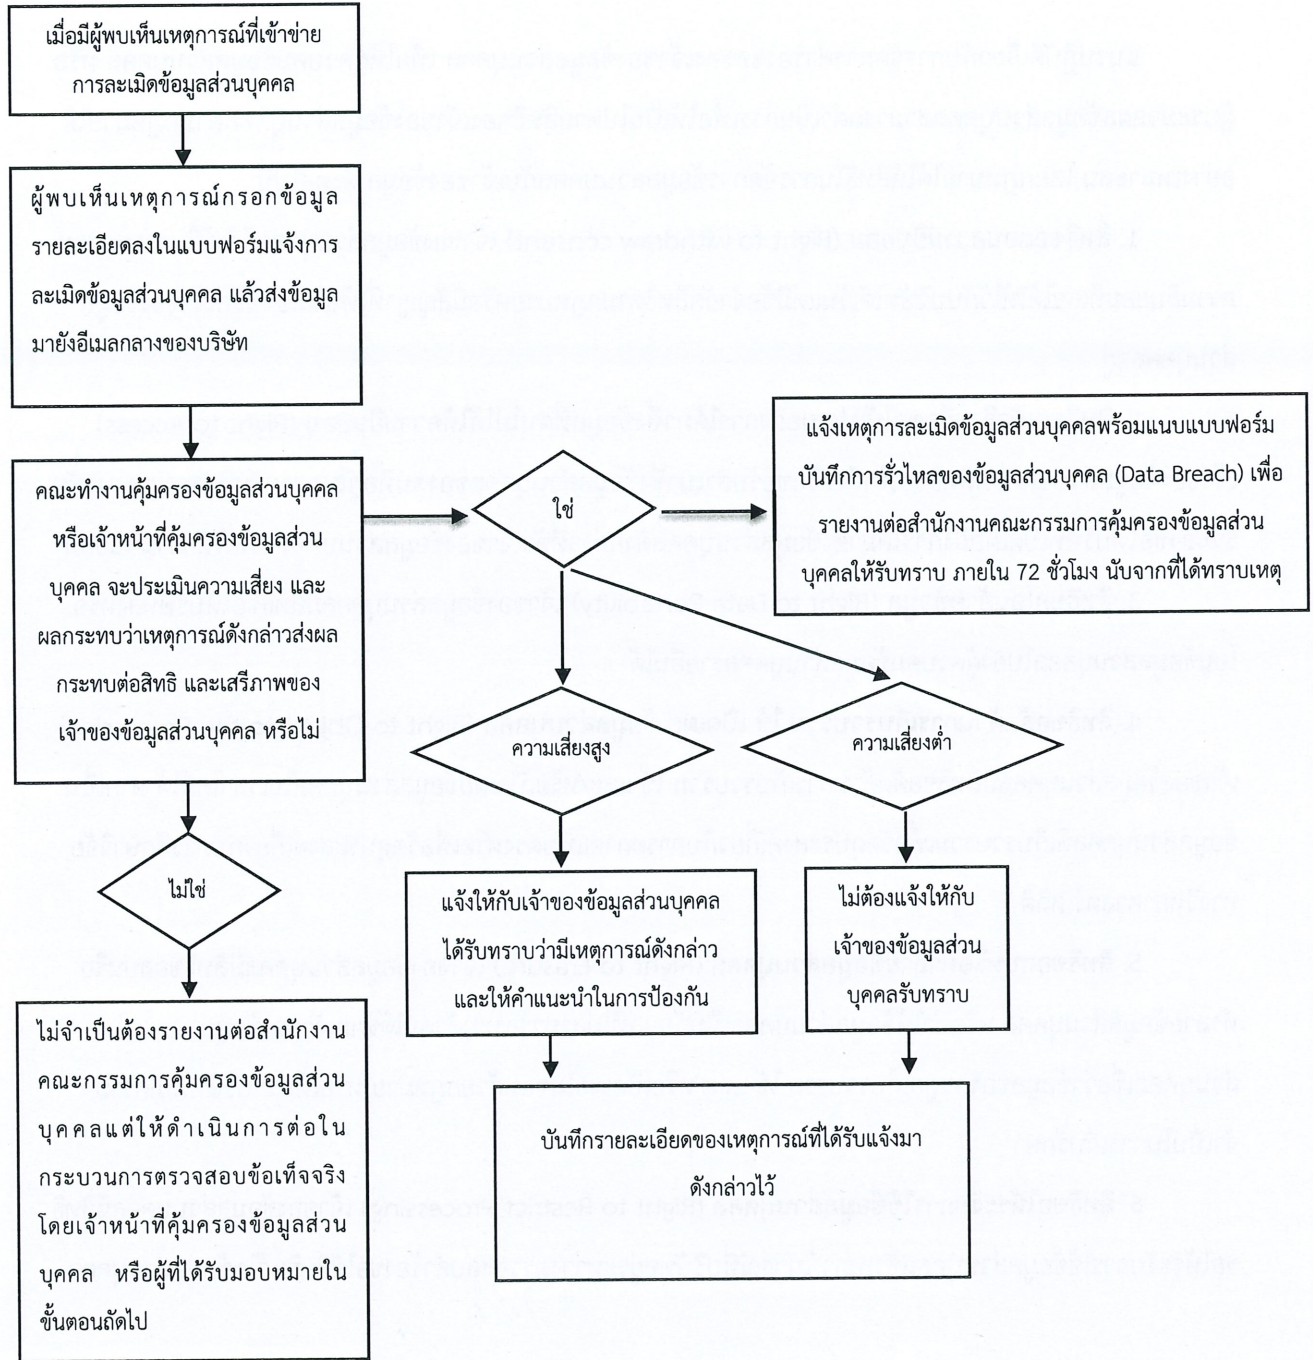 เมื่อมีผู้พบเห็นเหตุการณ์ที่เข้าข่าย
การละเมิดข้อมูลส่วนบุคคล
ผู้พบเห็นเหตุการณ์กรอกข้อมูล
รายละเอียดลงในแบบฟอร์มแจ้งการ
ละเมิดข้อมูลส่วนบุคคล แล้วส่งข้อมูล
มายังอีเมลกลางของบริษัท
คณะทำงานคุ้มครองข้อมูลส่วนบุคคล
หรือเจ้าหน้าที่คุ้มครองข้อมูลส่วน
บุคคล จะประเมินความเสี่ยง และ
ผลกระทบว่าเหตุการณ์ดังกล่าวส่งผล
กระทบต่อสิทธิ และเสรีภาพของ
เจ้าของข้อมูลส่วนบุคคล หรือไม่
ใช่
แจ้งเหตุการละเมิดข้อมูลส่วนบุคคลพร้อมแนบแบบฟอร์ม
บันทึกการรั่วไหลของข้อมูลส่วนบุคคล (Data Breach) เพื่อ
รายงานต่อสำนักงานคณะกรรมการคุ้มครองข้อมูลส่วน
บุคคลให้รับทราบ ภายใน 72 ชั่วโมง นับจากที่ได้ทราบเหตุ
ความเสี่ยงสูง
ความเสี่ยงต่ำ
ไม่ใช่
แจ้งให้กับเจ้าของข้อมูลส่วนบุคคล
ได้รับทราบว่ามีเหตุการณ์ดังกล่าว
และให้คำแนะนำในการป้องกัน
ไม่ต้องแจ้งให้กับ
เจ้าของข้อมูลส่วน
บุคคลรับทราบ
ไม่จำเป็นต้องรายงานต่อสำนักงาน
คณะกรรมการคุ้มครองข้อมูลส่วน
บุคคลแต่ให้ดำเนินการต่อใน
กระบวนการตรวจสอบข้อเท็จจริง
โดยเจ้าหน้าที่คุ้มครองข้อมูลส่วน
บุคคล หรือผู้ที่ได้รับมอบหมายใน
ขั้นตอนถัดไป
บันทึกรายละเอียดของเหตุการณ์ที่ได้รับแจ้งมา
ดังกล่าวไว้